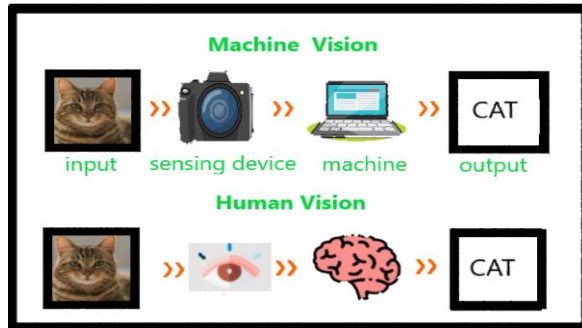 Machine Vision
CAT
input sensing device machine output
Human Vision
CAT